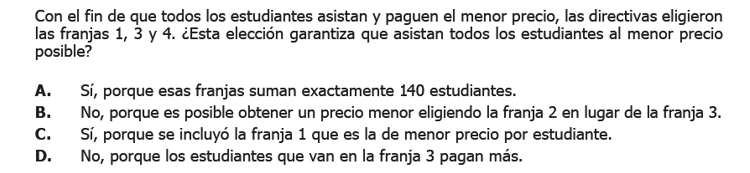 Con el fin de que todos los estudiantes asistan y paguen el menor precio, las directivas eligieron
las franjas 1, 3 y 4. ¿Esta elección garantiza que asistan todos los estudiantes al menor precio
posible?
A. Sí, porque esas franjas suman exactamente 140 estudiantes.
B. No, porque es posible obtener un precio menor eligiendo la franja 2 en lugar de la franja 3.
C. Sí, porque se incluyó la franja 1 que es la de menor precio por estudiante.
D. No, porque los estudiantes que van en la franja 3 pagan más.